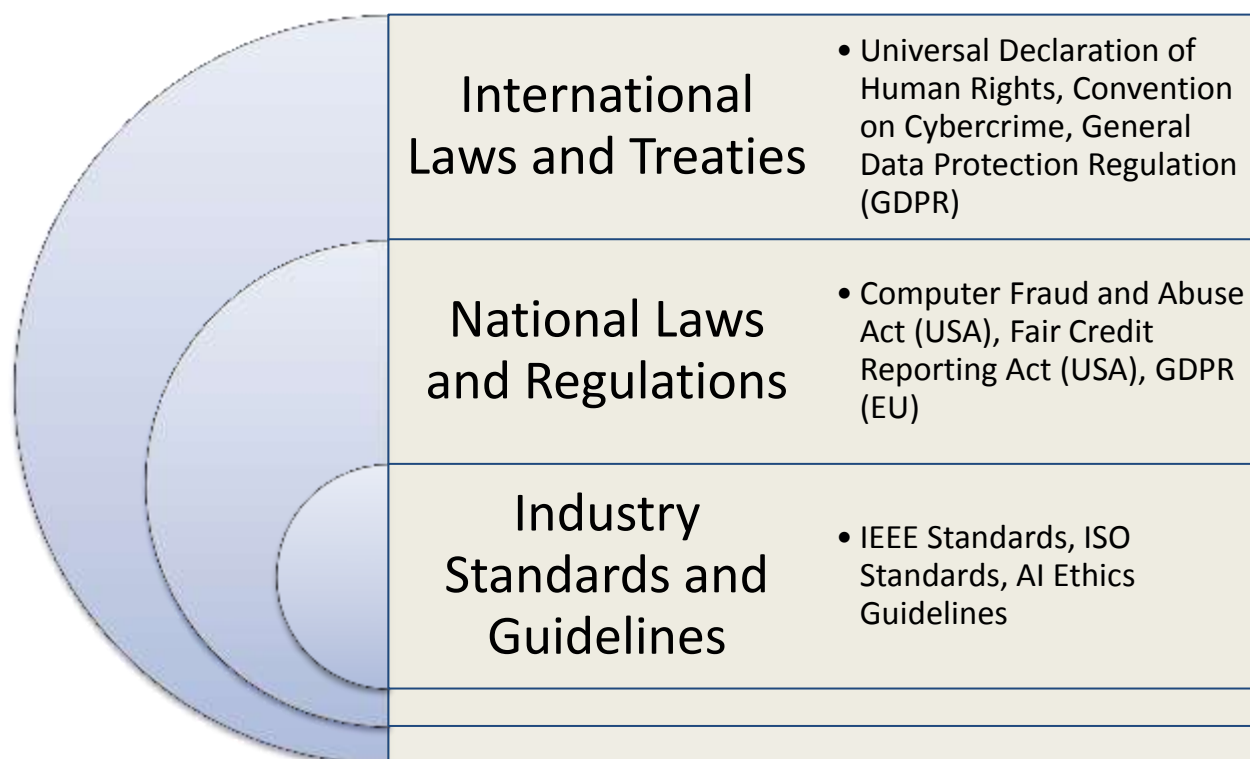 International
Laws and Treaties
• Universal Declaration of
Human Rights, Convention
on Cybercrime, General
Data Protection Regulation
(GDPR)
National Laws
and Regulations
• Computer Fraud and Abuse
Act (USA), Fair Credit
Reporting Act (USA), GDPR
(EU)
Industry
Standards and
Guidelines
• IEEE Standards, ISO
Standards, AI Ethics
Guidelines